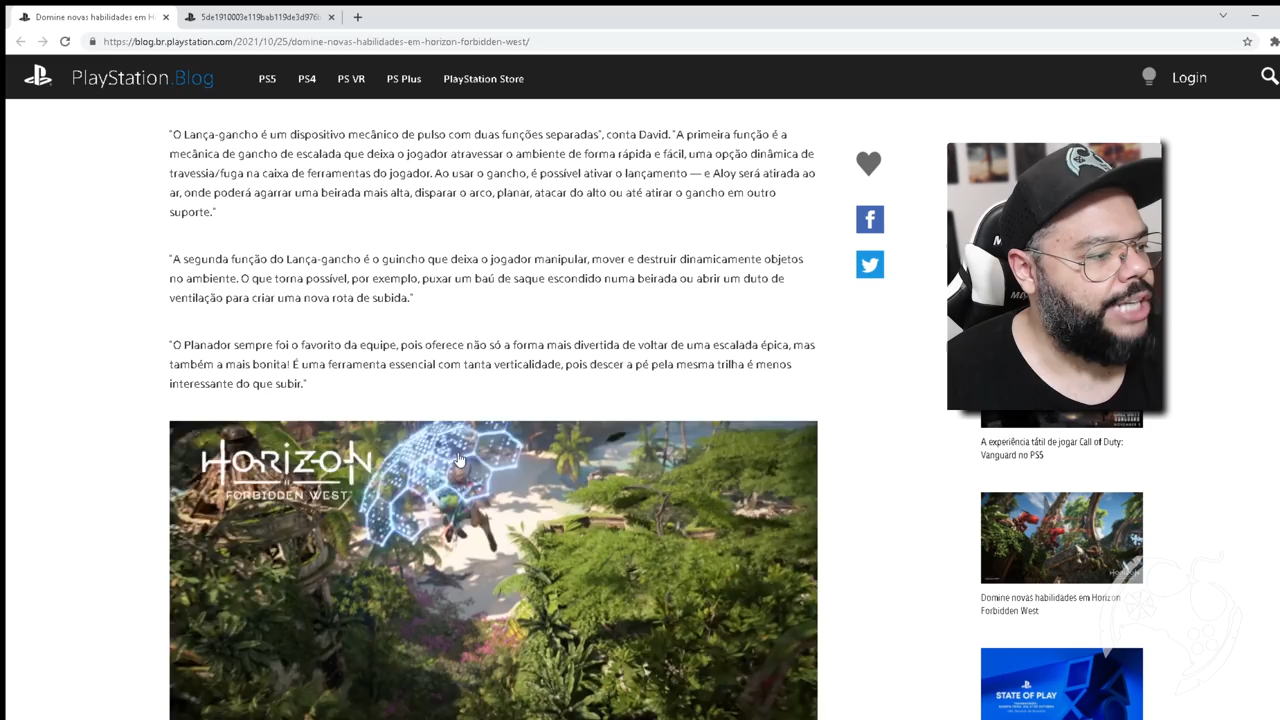 Domine novas habilidades em H
5de1910003e119bab119de3d976b
https://blog.br.playstation.com/2021/10/25/domine-novas-habilidades-em-horizon-forbidden-west/
PlayStation.Blog
PS5
PS4
PS VR
PS Plus
PlayStation Store
Login
"O Lança-gancho é um dispositivo mecânico de pulso com duas funções separadas", conta David. "A primeira função é a
mecânica de gancho de escalada que deixa o jogador atravessar o ambiente de forma rápida e fácil, uma opção dinâmica de
travessia/fuga na caixa de ferramentas do jogador. Ao usar o gancho, é possível ativar o lançamento — e Aloy será atirada ao
ar, onde poderá agarrar uma beirada mais alta, disparar o arco, planar, atacar do alto ou até atirar o gancho em outro
suporte."
"A segunda função do Lança-gancho é o guincho que deixa o jogador manipular, mover e destruir dinamicamente objetos
no ambiente. O que torna possível, por exemplo, puxar um baú de saque escondido numa beirada ou abrir um duto de
ventilação para criar uma nova rota de subida."
"O Planador sempre foi o favorito da equipe, pois oferece não só a forma mais divertida de voltar de uma escalada épica, mas
também a mais bonita! É uma ferramenta essencial com tanta verticalidade, pois descer a pé pela mesma trilha é menos
interessante do que subir."
HORIZON
FORBIDDEN WEST
A experiência tátil de jogar Call of Duty:
Vanguard no PS5
HORIZON
Domine novas habilidades em Horizon
Forbidden West
STATE OF PLAY